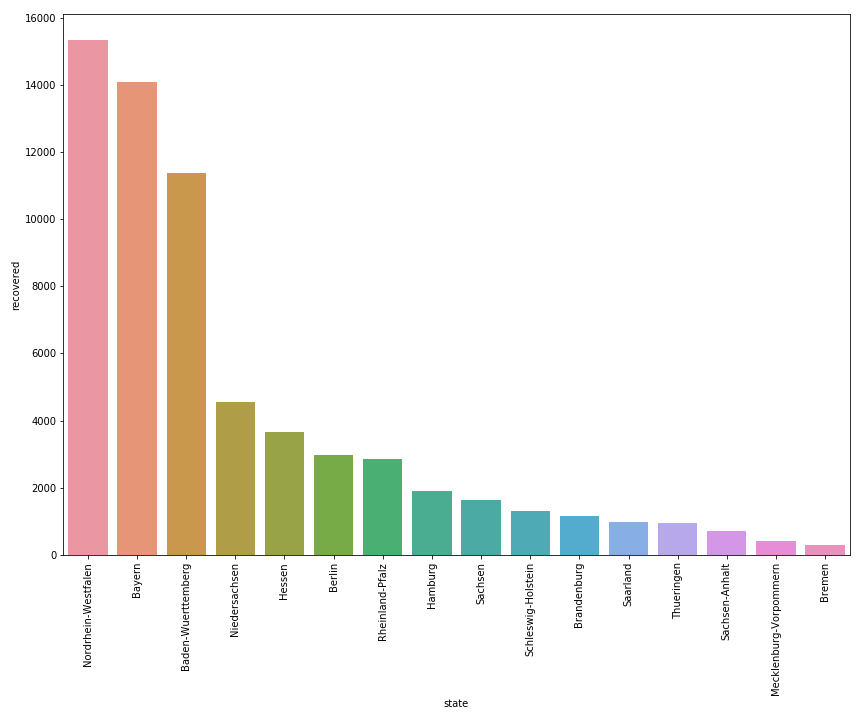 16000
14000
12000
10000
8000
6000
4000
2000
0
recovered
Nordrhein-Westfalen
Bayern
Baden-Wuerttemberg
Niedersachsen
Hessen
Berlin
Rheinland-Pfalz
Hamburg
Sachsen
Schleswig-Holstein
Brandenburg
Saarland
Thueringen
Sachsen-Anhalt
Mecklenburg-Vorpommern
Bremen
state